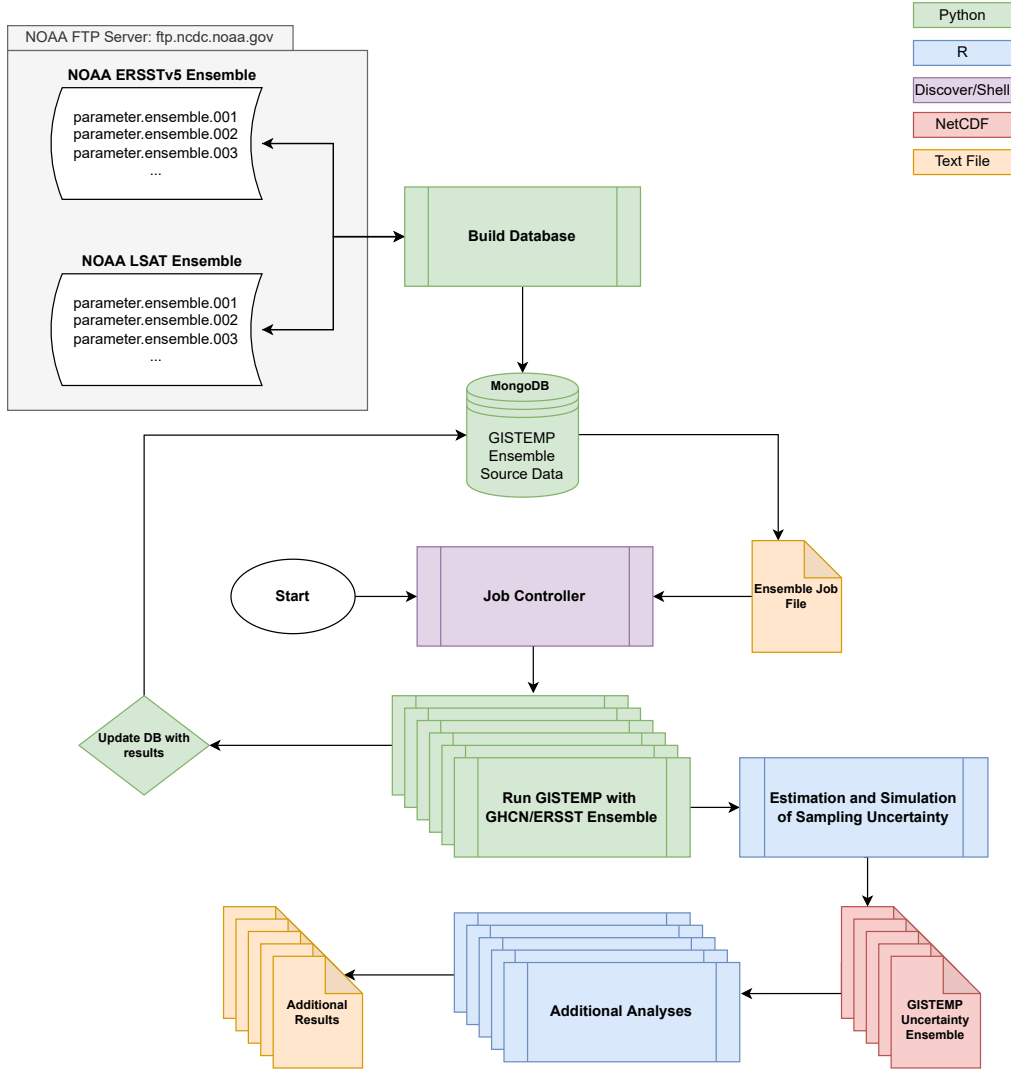 Python
NOAA FTP Server: ftp.ncdc.noaa.gov
R
NOAA ERSSTv5 Ensemble
Discover/Shell
parameter.ensemble.001
parameter.ensemble.002
parameter.ensemble.003
...
NetCDF
Text File
Build Database
NOAA LSAT Ensemble
parameter.ensemble.001
parameter.ensemble.002
parameter.ensemble.003
...
MongoDB
GISTEMP
Ensemble
Source Data
Start
Job Controller
Ensemble Job
File
Update DB with
results
Run GISTEMP with
GHCN/ERSST Ensemble
Estimation and Simulation
of Sampling Uncertainty
Additional
Results
Additional Analyses
GISTEMP
Uncertainty
Ensemble